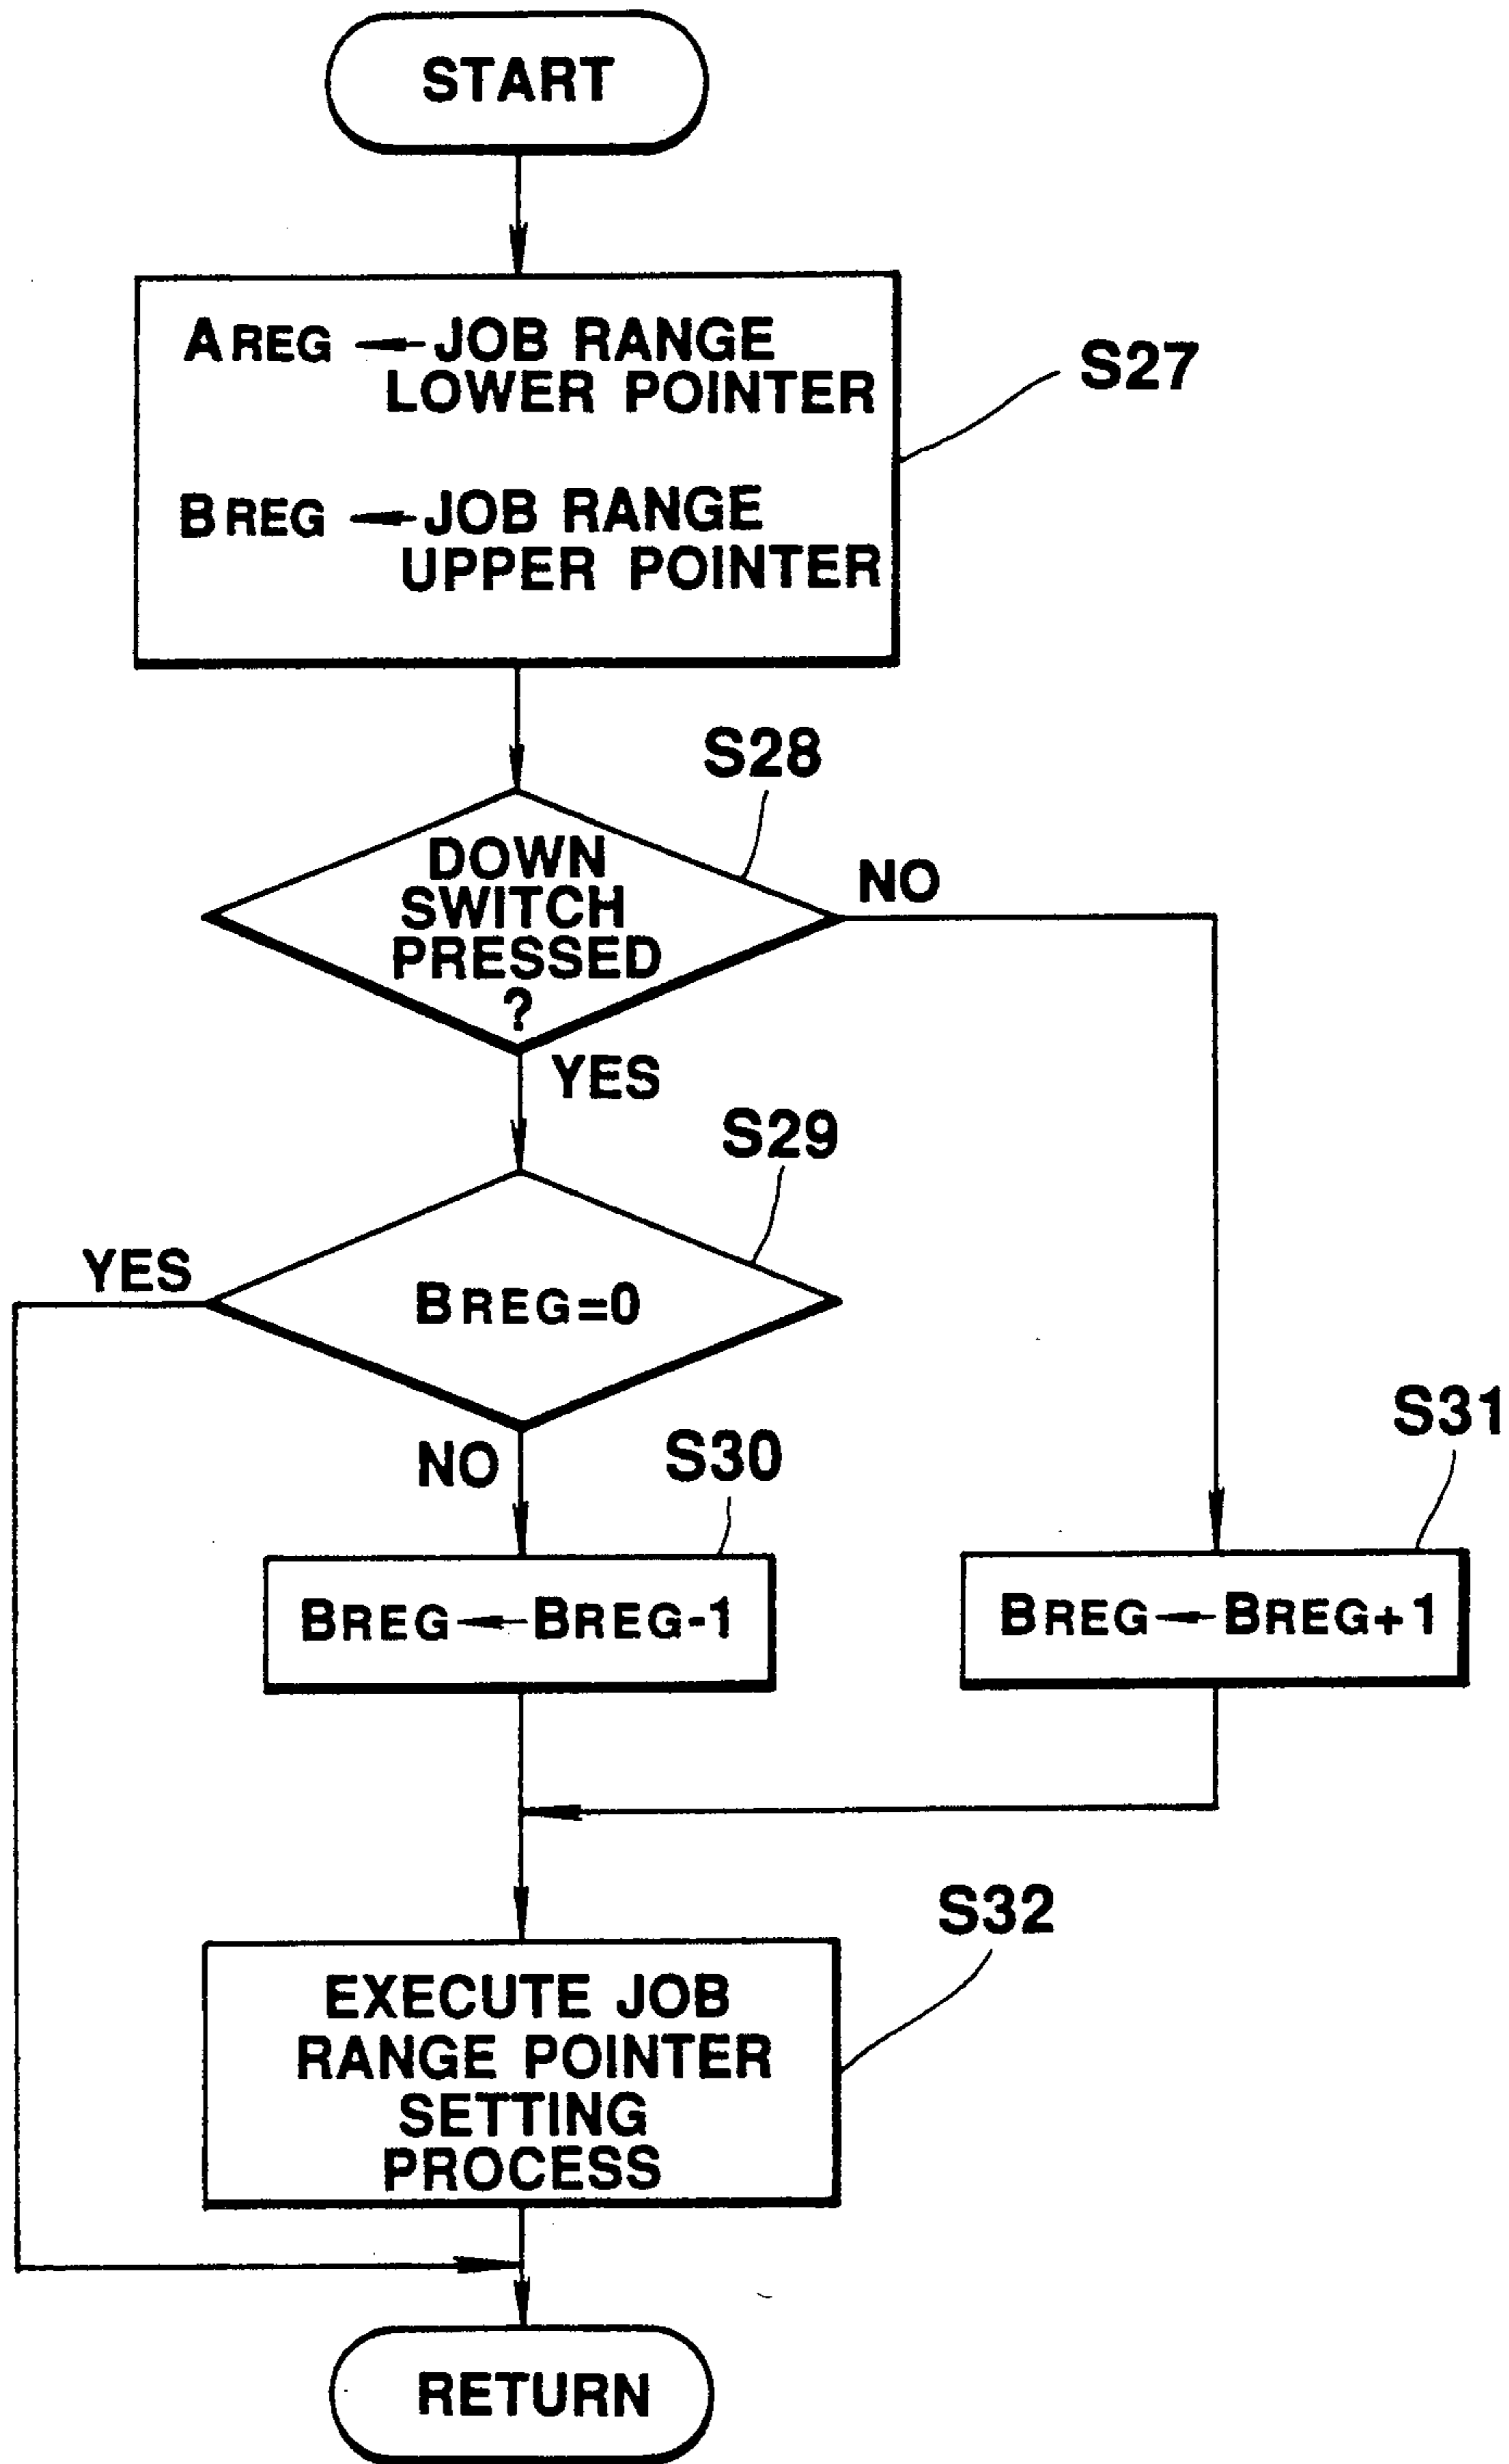 START
AREG ←JOB RANGE
LOWER POINTER
S27
BREG ←JOB RANGE
UPPER POINTER
S28
DOWN
SWITCH
PRESSED
?
NO
YES
S29
YES
BREG=0
NO
S30
S31
BREG←BREG-1
BREG←BREG+1
S32
EXECUTE JOB
RANGE POINTER
SETTING
PROCESS
RETURN